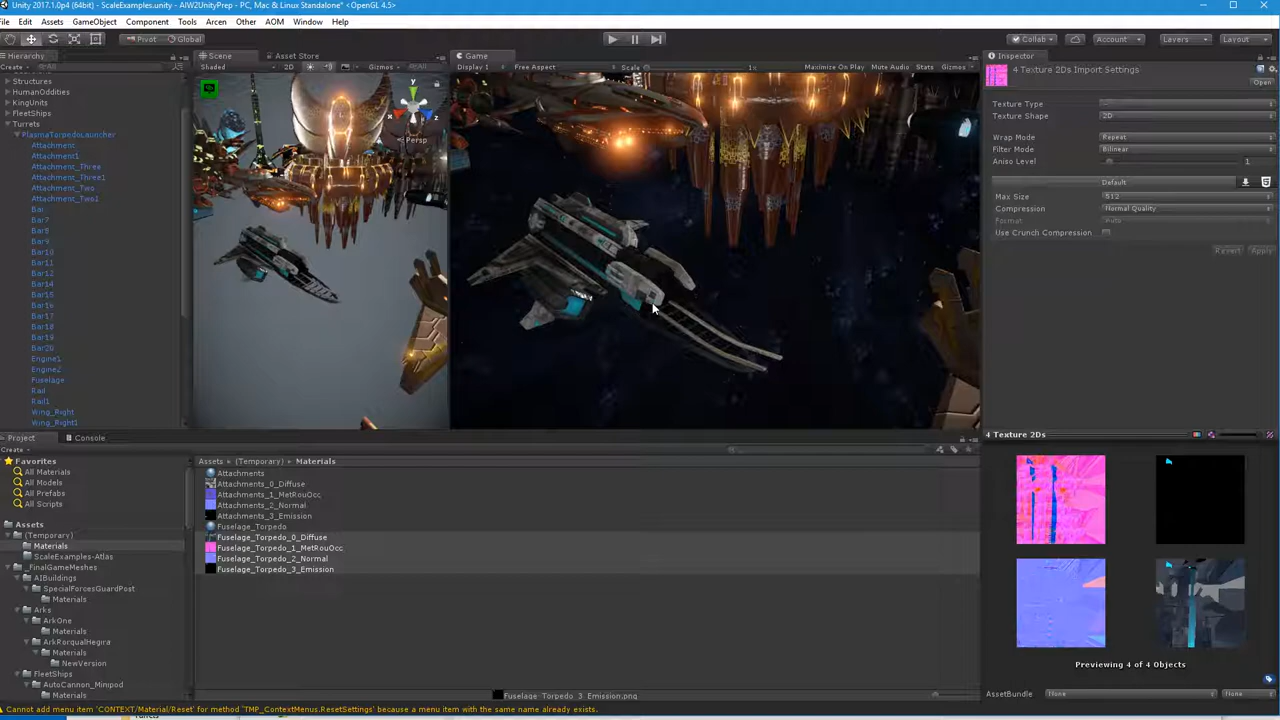 Unity 2017.1.0p4 (64bit) - ScaleExamples.unity - AIW2UnityPrep - PC, Mac & Linux Standalone* <OpenGL 4.5>
File Edit Assets GameObject Component Tools Arcen Other AOM Window Help
Pivot Global
Collab Account Layers Layout
Hierarchy
Create
Structures
HumanOddities
KingUnits
FleetShips
Turrets
PlasmaTorpedoLauncher
Attachment
Attachment1
Attachment_Three
Attachment_Three1
Attachment_Two
Attachment_Two1
Bar
Bar7
Bar8
Bar9
Bar10
Bar11
Bar12
Bar14
Bar15
Bar16
Bar17
Bar18
Bar19
Bar20
Engine1
Engine2
Fuselage
Rad
Rad1
Wing_Right
Wing_Right1
Scene Asset Store
Shaded 2D Gizmos
y
x
z
Persp
Game
Display 1 Free Aspect Scale 1x Maximize On Play Mute Audio Stats Gizmos
Inspector
4 Texture 2Ds Import Settings
Open
Texture Type —
Texture Shape 2D
Wrap Mode Repeat
Filter Mode Bilinear
Aniso Level 1
Default
Max Size 512
Compression Normal Quality
Format Auto
Use Crunch Compression
Revert Apply
4 Texture 2Ds
Previewing 4 of 4 Objects
AssetBundle None None
Project Console
Create
Favorites
All Materials
All Models
All Prefabs
All Scripts
Assets
(Temporary)
Materials
ScaleExamples-Atlas
_FinalGameMeshes
AIBuildings
SpecialForcesGuardPost
Materials
Arks
ArkOne
Materials
ArkRorqualHegira
Materials
NewVersion
FleetShips
AutoCannon_Minipod
Materials
Assets (Temporary) Materials
Attachments
Attachments_0_Diffuse
Attachments_1_MetRouOcc
Attachments_2_Normal
Attachments_3_Emission
Fuselage_Torpedo
Fuselage_Torpedo_0_Diffuse
Fuselage_Torpedo_1_MetRouOcc
Fuselage_Torpedo_2_Normal
Fuselage_Torpedo_3_Emission
Fuselage_Torpedo_3_Emission.png
Cannot add menu item 'CONTEXT/Material/Reset' for method 'TMP_ContextMenus.ResetSettings' because a menu item with the same name already exists.